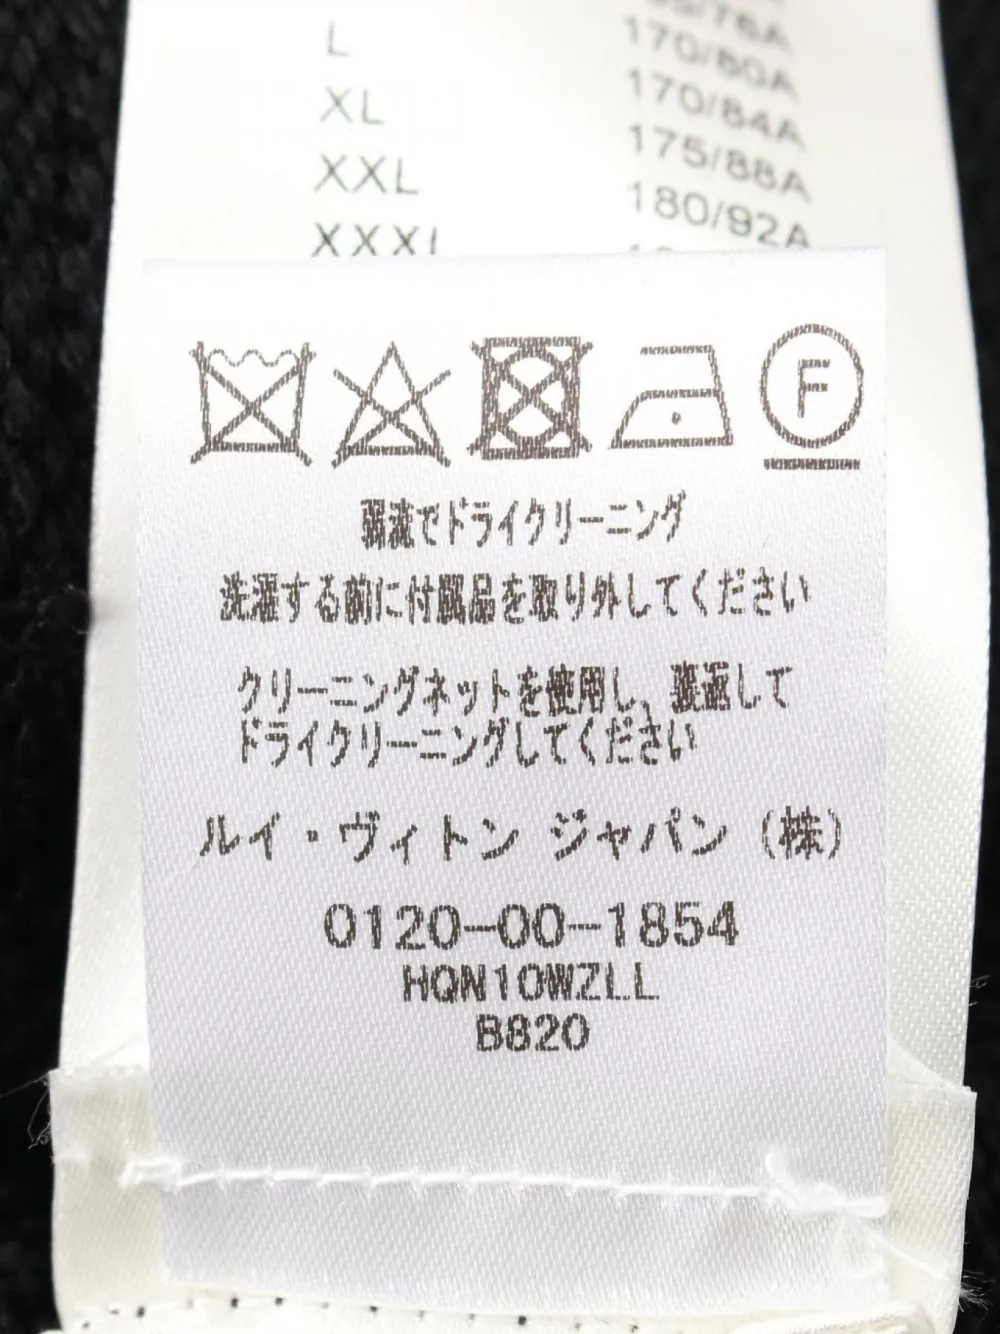 L 170/80A
XL 170/84A
XXL 175/88A
XXXL 180/92A
F
弱流でドライクリーニング
洗濯する前に付属品を取り外してください
クリーニングネットを使用し、裏返して
ドライクリーニングしてください
ルイ・ヴィトン ジャパン (株)
0120-00-1854
HQN10WZLL
B820